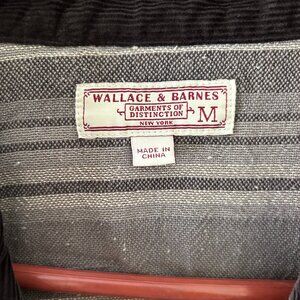 WALLACE & BARNES
GARMENTS OF
DISTINCTION
M
NEW YORK
MADE IN
CHINA